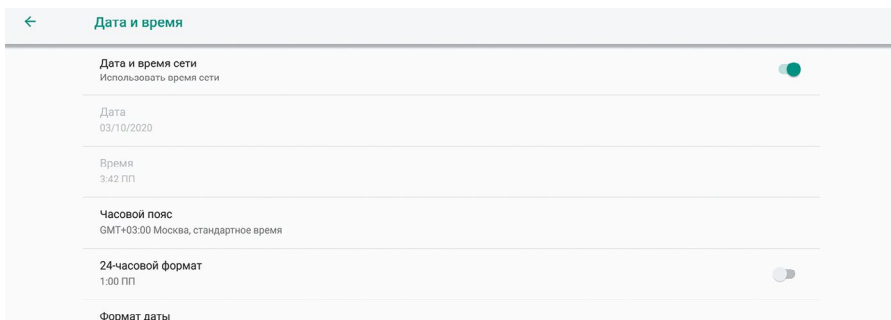 Дата и время
Дата и время сети
Использовать время сети
Дата
03/10/2020
Время
3:42 ПП
Часовой пояс
GMT+03:00 Москва, стандартное время
24-часовой формат
1:00 ПП
Формат даты